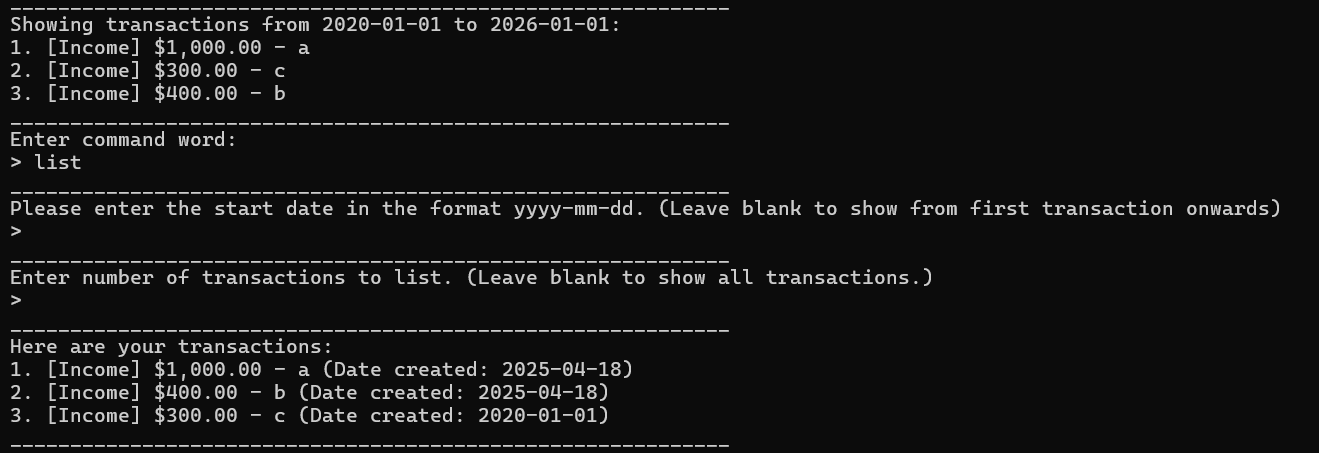 ____________________________________________________________
Showing transactions from 2020-01-01 to 2026-01-01:
1. [Income] $1,000.00 - a
2. [Income] $300.00 - c
3. [Income] $400.00 - b
____________________________________________________________
Enter command word:
> list
____________________________________________________________
Please enter the start date in the format yyyy-mm-dd. (Leave blank to show from first transaction onwards)
>
____________________________________________________________
Enter number of transactions to list. (Leave blank to show all transactions.)
>
____________________________________________________________
Here are your transactions:
1. [Income] $1,000.00 - a (Date created: 2025-04-18)
2. [Income] $400.00 - b (Date created: 2025-04-18)
3. [Income] $300.00 - c (Date created: 2020-01-01)
____________________________________________________________